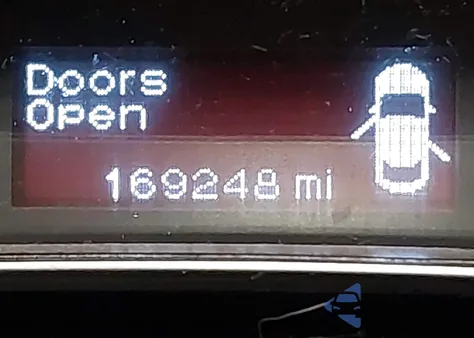 Doors
Open
169248 mi